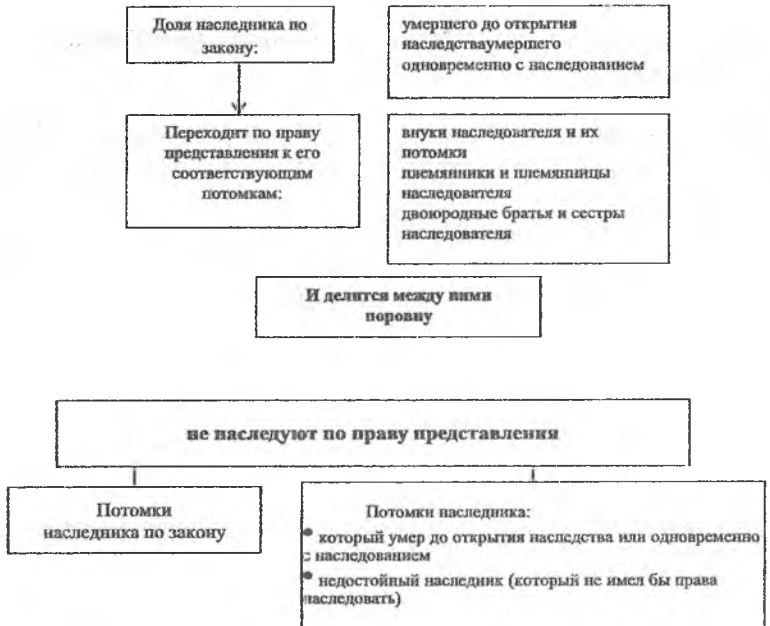 Доля наследника по
закону:
умершего до открытия
наследстваумершего
одновременно с наследованием
Переходит по праву
представления к его
соответствующим
потомкам:
внуки наследователя и их
потомки
племянники и племянницы
наследователя
двоюродные братья и сестры
наследователя
И делится между ними
поровну
не наследуют по праву представления
Потомки
наследника по закону
Потомки наследника:
• который умер до открытия наследства или одновременно
с наследованием
• недостойный наследник (который не имел бы права
наследовать)